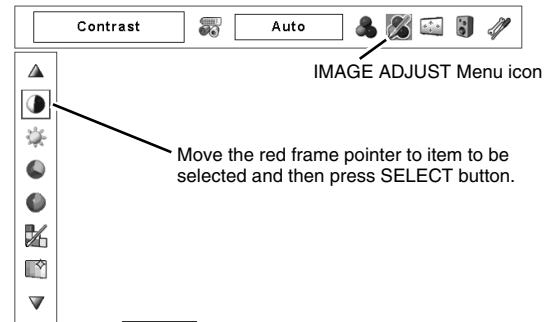 Contrast
Auto
IMAGE ADJUST Menu icon
Move the red frame pointer to item to be
selected and then press SELECT button.